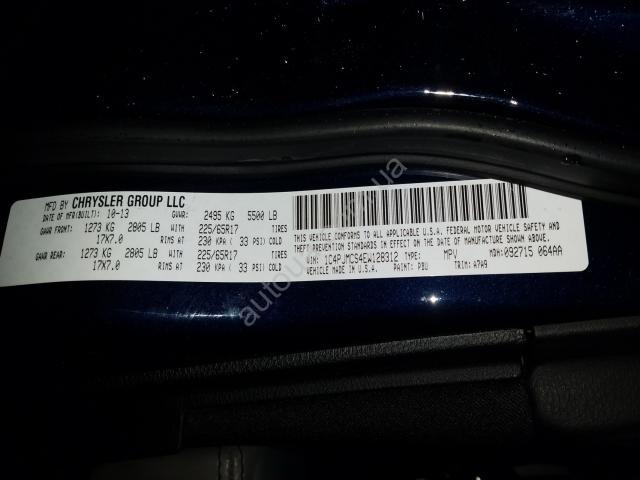 MFD BY CHRYSLER GROUP LLC
DATE OF MFR(BUILT): 10-13 GVWR: 2495 KG 5500 LB
GAWR FRONT: 1273 KG 2805 LB WITH 225/65R17 TIRES
17X7.0 RIMS AT 230 KPA ( 33 PSI) COLD
GAWR REAR: 1273 KG 2805 LB WITH 225/65R17 TIRES
17X7.0 RIMS AT 230 KPA ( 33 PSI) COLD
THIS VEHICLE CONFORMS TO ALL APPLICABLE U.S.A. FEDERAL MOTOR VEHICLE SAFETY AND
THEFT PREVENTION STANDARDS IN EFFECT ON THE DATE OF MANUFACTURE SHOWN ABOVE.
VIN: 1C4PJMCS4EW128312 TYPE: MPV MDH: 092715 064AA
VEHICLE MADE IN U.S.A. PAINT: PBU TRIM: A7A9